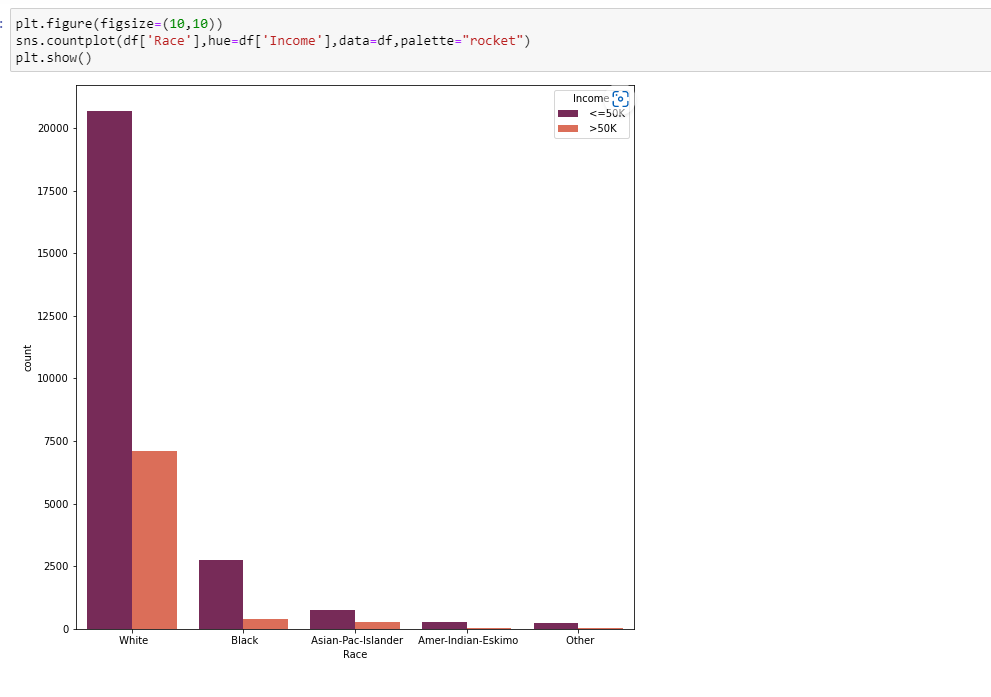 :
plt.figure(figsize=(10,10))
sns.countplot(df['Race'],hue=df['Income'],data=df,palette="rocket")
plt.show()
Income
<=50K
>50K
20000
17500
15000
12500
10000
7500
5000
2500
0
count
White Black Asian-Pac-Islander Amer-Indian-Eskimo Other
Race